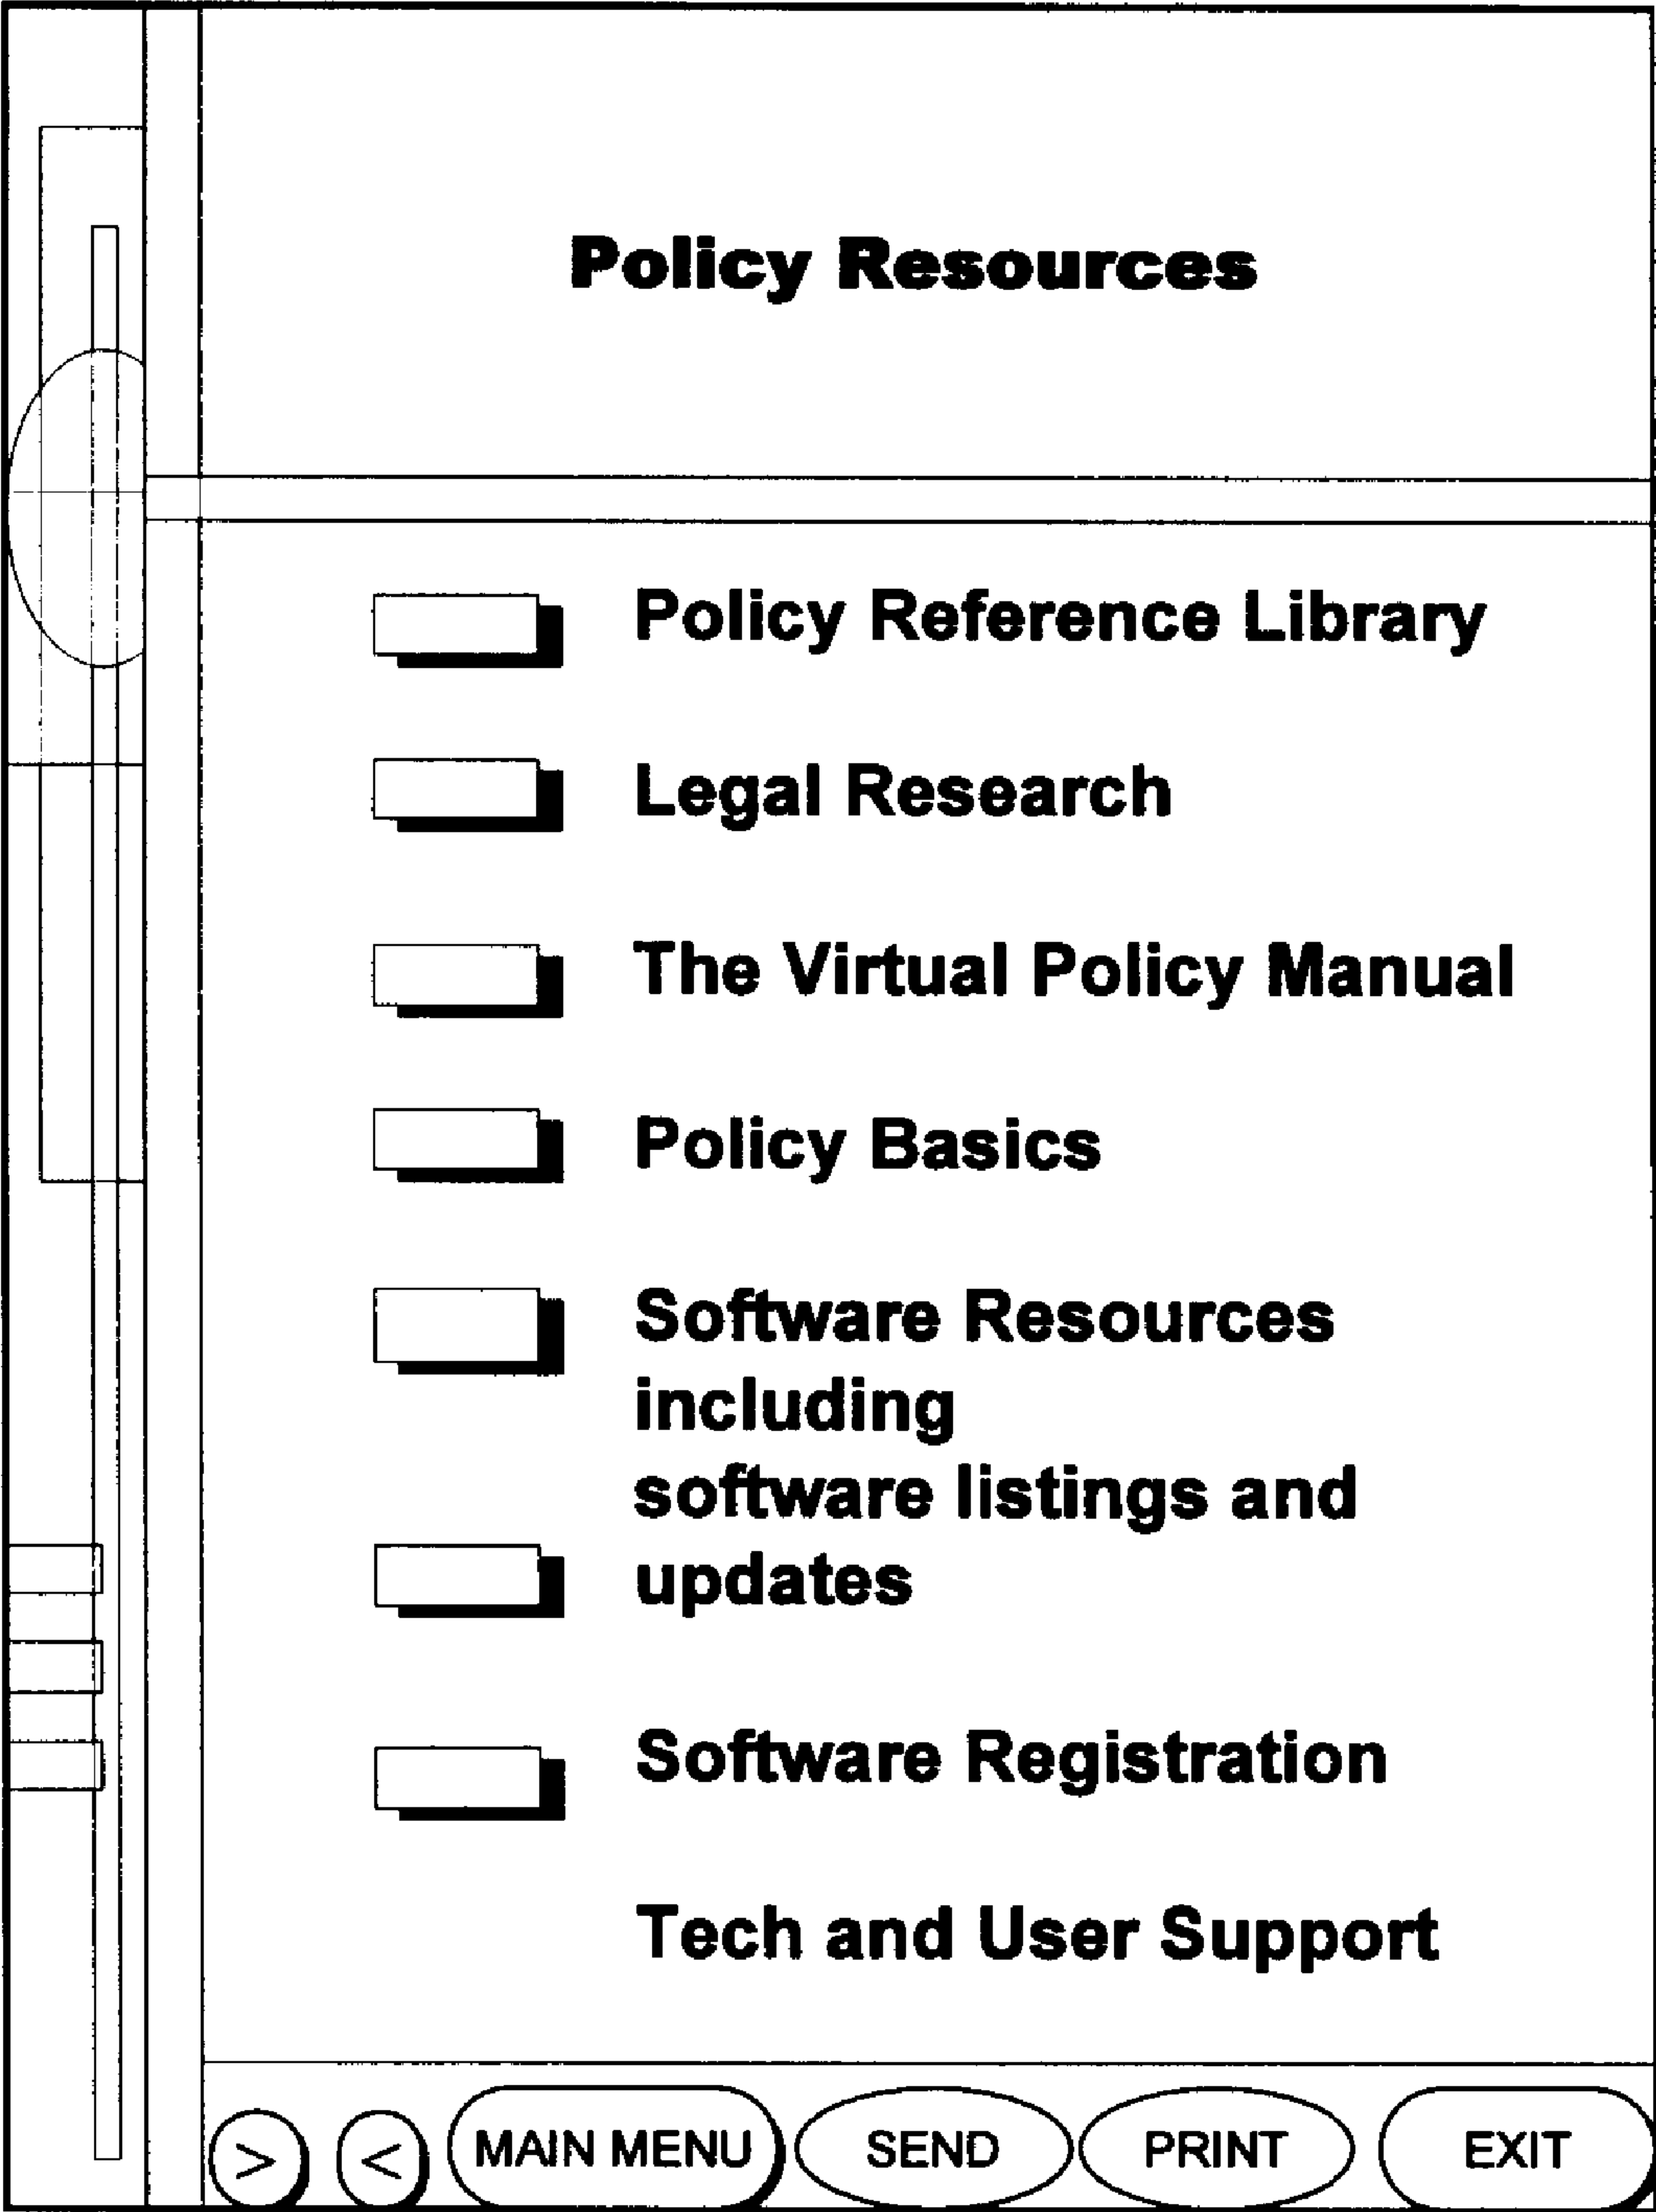 Policy Resources
Policy Reference Library
Legal Research
The Virtual Policy Manual
Policy Basics
Software Resources
including
software listings and
updates
Software Registration
Tech and User Support
> < MAIN MENU SEND PRINT EXIT